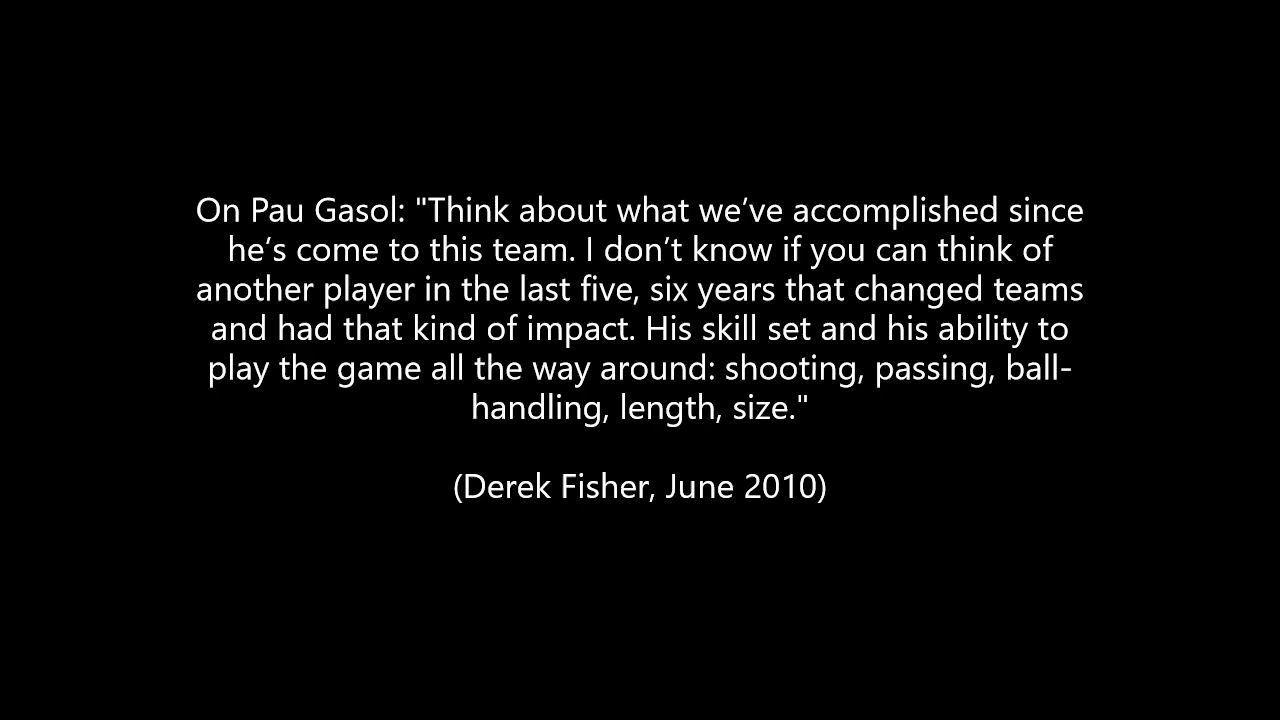 On Pau Gasol: "Think about what we’ve accomplished since
he‘s come to this team. I don’t know if you can think of
another player in the last five, six years that changed teams
and had that kind of impact. His skill set and his ability to
play the game all the way around: shooting, passing, ball-
handling, length, size."
(Derek Fisher, June 2010)